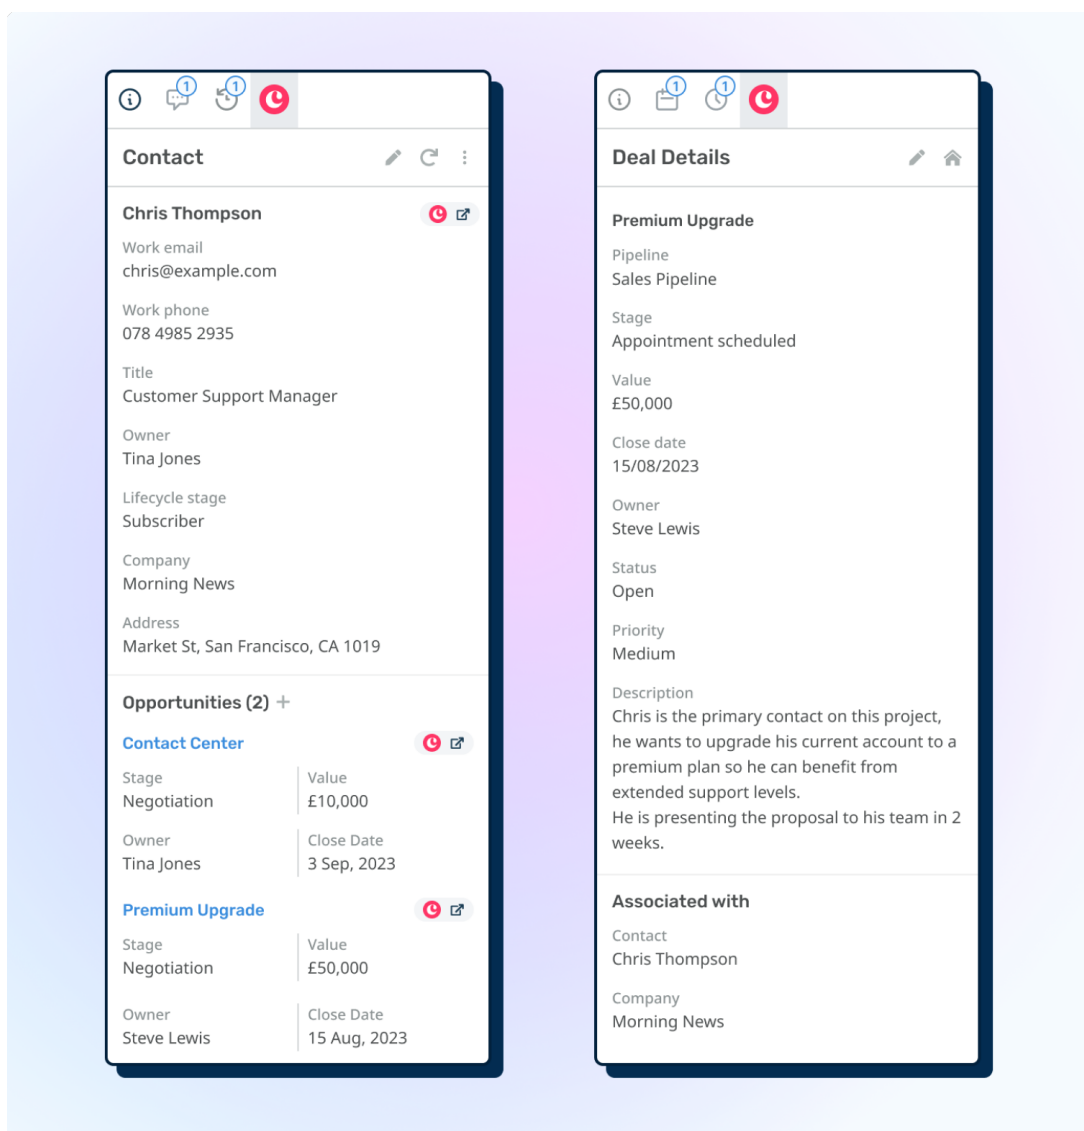 1
1
Contact
Chris Thompson
Work email
chris@example.com
Work phone
078 4985 2935
Title
Customer Support Manager
Owner
Tina Jones
Lifecycle stage
Subscriber
Company
Morning News
Address
Market St, San Francisco, CA 1019
Opportunities (2) +
Contact Center
Stage
Negotiation
Value
£10,000
Owner
Tina Jones
Close Date
3 Sep, 2023
Premium Upgrade
Stage
Negotiation
Value
£50,000
Owner
Steve Lewis
Close Date
15 Aug, 2023
1
1
Deal Details
Premium Upgrade
Pipeline
Sales Pipeline
Stage
Appointment scheduled
Value
£50,000
Close date
15/08/2023
Owner
Steve Lewis
Status
Open
Priority
Medium
Description
Chris is the primary contact on this project,
he wants to upgrade his current account to a
premium plan so he can benefit from
extended support levels.
He is presenting the proposal to his team in 2
weeks.
Associated with
Contact
Chris Thompson
Company
Morning News